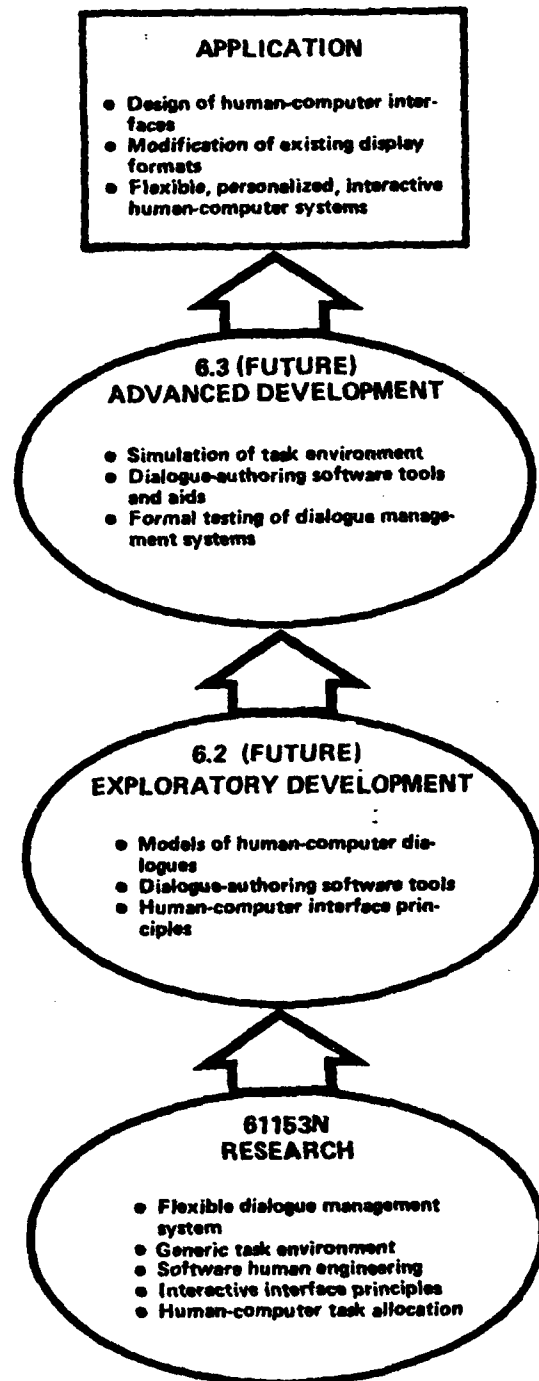 APPLICATION
● Design of human-computer inter-
faces
● Modification of existing display
formats
● Flexible, personalized, interactive
human-computer systems
6.3 (FUTURE)
ADVANCED DEVELOPMENT
● Simulation of task environment
● Dialogue-authoring software tools
and aids
● Formal testing of dialogue manage-
ment systems
6.2 (FUTURE)
EXPLORATORY DEVELOPMENT
● Models of human-computer dia-
logues
● Dialogue-authoring software tools
● Human-computer interface prin-
ciples
61153N
RESEARCH
● Flexible dialogue management
system
● Generic task environment
● Software human engineering
● Interactive interface principles
● Human-computer task allocation